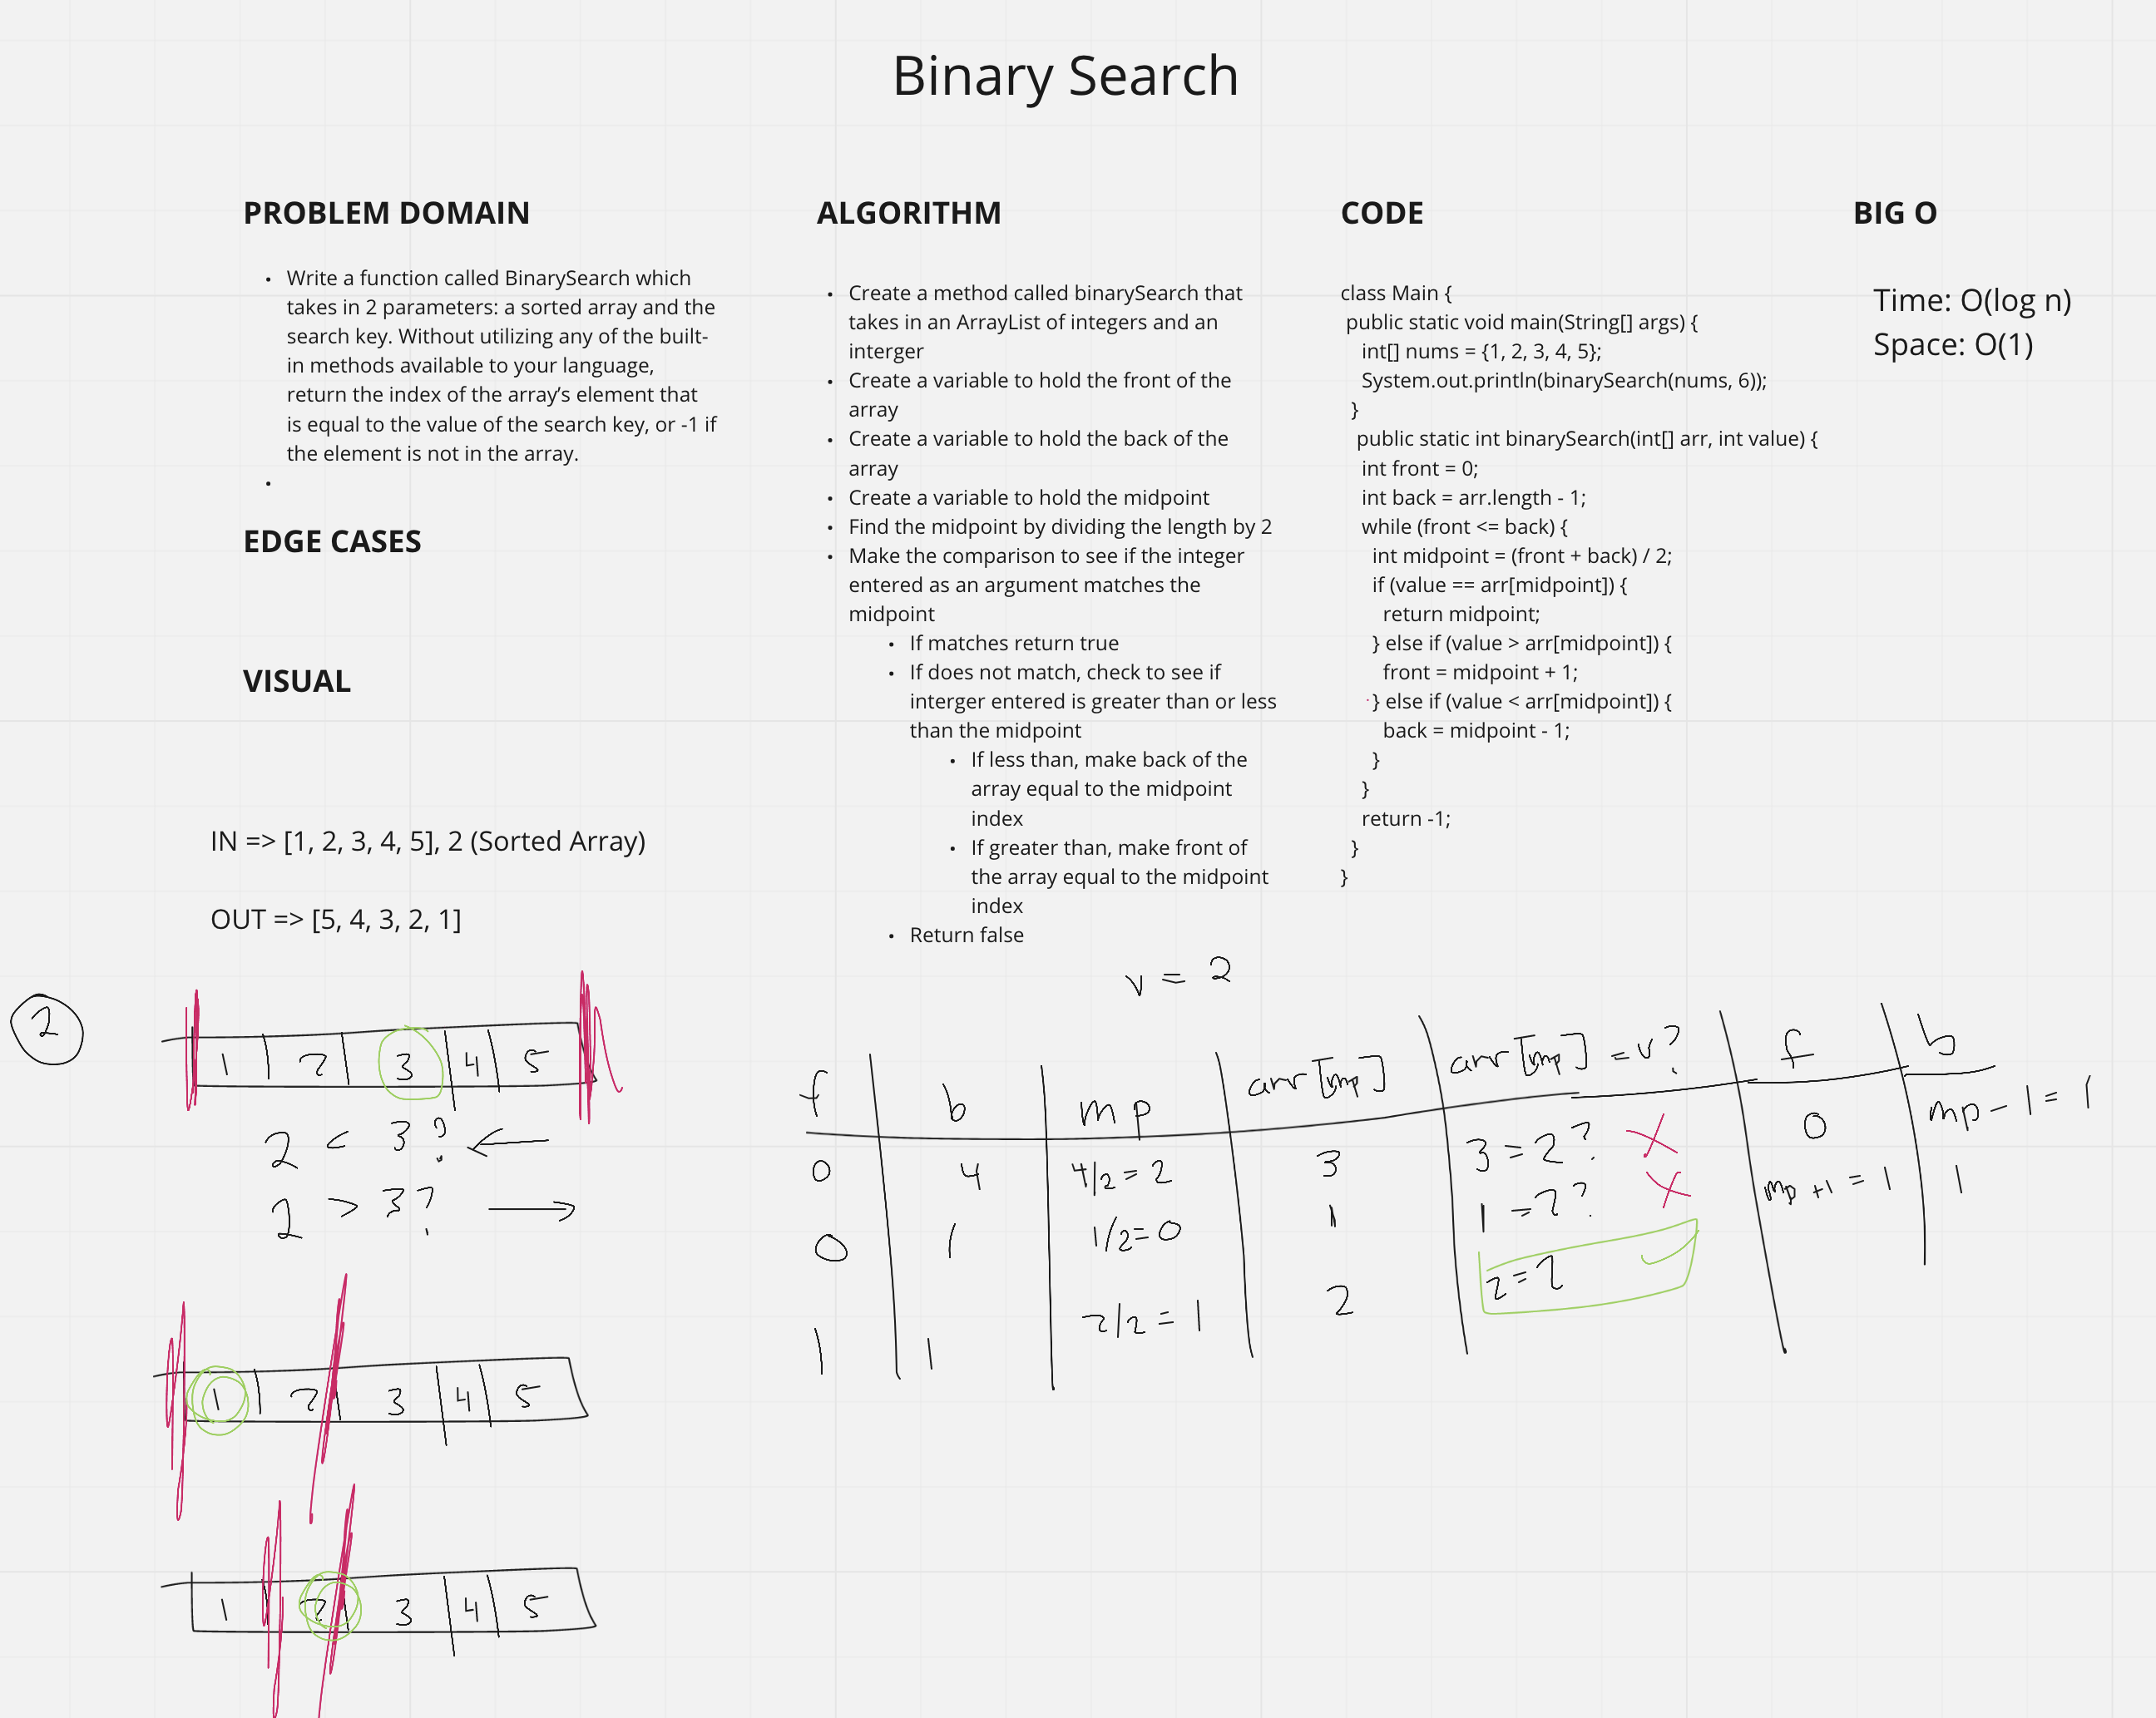 Binary Search
PROBLEM DOMAIN
• Write a function called BinarySearch which
takes in 2 parameters: a sorted array and the
search key. Without utilizing any of the built-
in methods available to your language,
return the index of the array’s element that
is equal to the value of the search key, or -1 if
the element is not in the array.
•
EDGE CASES
VISUAL
IN => [1, 2, 3, 4, 5], 2 (Sorted Array)
OUT => [5, 4, 3, 2, 1]
ALGORITHM
• Create a method called binarySearch that
takes in an ArrayList of integers and an
interger
• Create a variable to hold the front of the
array
• Create a variable to hold the back of the
array
• Create a variable to hold the midpoint
• Find the midpoint by dividing the length by 2
• Make the comparison to see if the integer
entered as an argument matches the
midpoint
• If matches return true
• If does not match, check to see if
interger entered is greater than or less
than the midpoint
• If less than, make back of the
array equal to the midpoint
index
• If greater than, make front of
the array equal to the midpoint
index
• Return false
CODE
class Main {
public static void main(String[] args) {
int[] nums = {1, 2, 3, 4, 5};
System.out.println(binarySearch(nums, 6));
}
public static int binarySearch(int[] arr, int value) {
int front = 0;
int back = arr.length - 1;
while (front <= back) {
int midpoint = (front + back) / 2;
if (value == arr[midpoint]) {
return midpoint;
} else if (value > arr[midpoint]) {
front = midpoint + 1;
} else if (value < arr[midpoint]) {
back = midpoint - 1;
}
}
return -1;
}
}
BIG O
Time: O(log n)
Space: O(1)
2
1 2 3 4 5
2 < 3?
2 > 3?
1 2 3 4 5
1 2 3 4 5
v = 2
f b mp arr[mp] arr[mp] = v? f b
0 4 4/2=2 3 3=2? 0 mp-1=1
0 1 1/2=0 1 1=2? mp+1=1 1
1 1 2/2=1 2 2=2